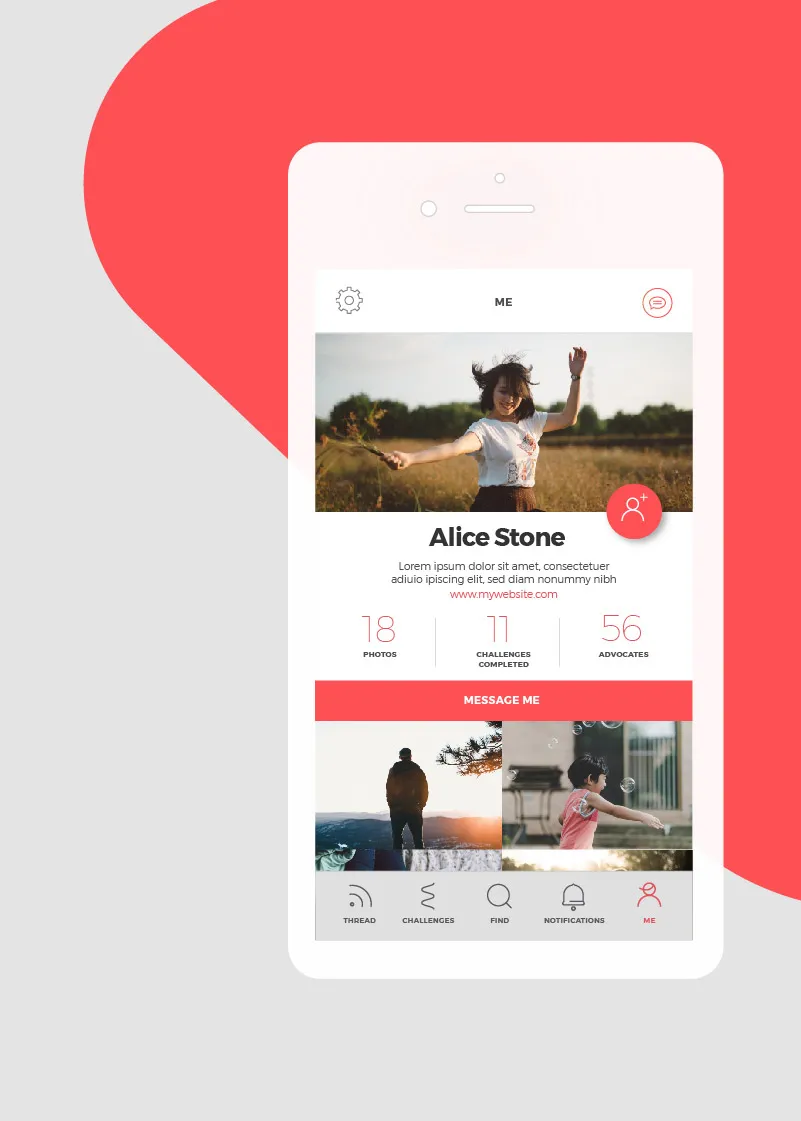 ME
Alice Stone
Lorem ipsum dolor sit amet, consectetuer
adiuio ipiscing elit, sed diam nonummy nibh
www.mywebsite.com
18 11 56
PHOTOS CHALLENGES ADVOCATES
COMPLETED
MESSAGE ME
THREAD CHALLENGES FIND NOTIFICATIONS ME